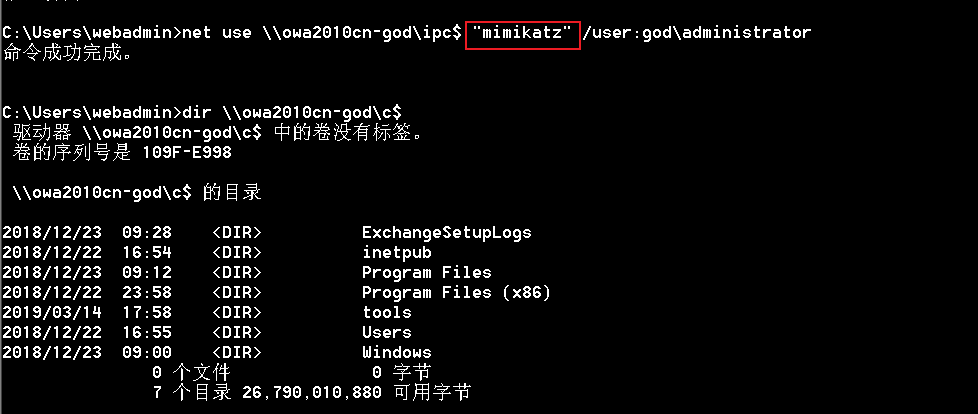 C:\Users\webadmin>net use \\owa2010cn-god\ipc$ "mimikatz" /user:god\administrator
命令成功完成。
C:\Users\webadmin>dir \\owa2010cn-god\c$
驱动器 \\owa2010cn-god\c$ 中的卷没有标签。
卷的序列号是 109F-E998
\\owa2010cn-god\c$ 的目录
2018/12/23  09:28    <DIR>          ExchangeSetupLogs
2018/12/22  16:54    <DIR>          inetpub
2018/12/23  09:12    <DIR>          Program Files
2018/12/22  23:58    <DIR>          Program Files (x86)
2019/03/14  17:58    <DIR>          tools
2018/12/22  16:55    <DIR>          Users
2018/12/23  09:00    <DIR>          Windows
0 个文件              0 字节
7 个目录 26,790,010,880 可用字节